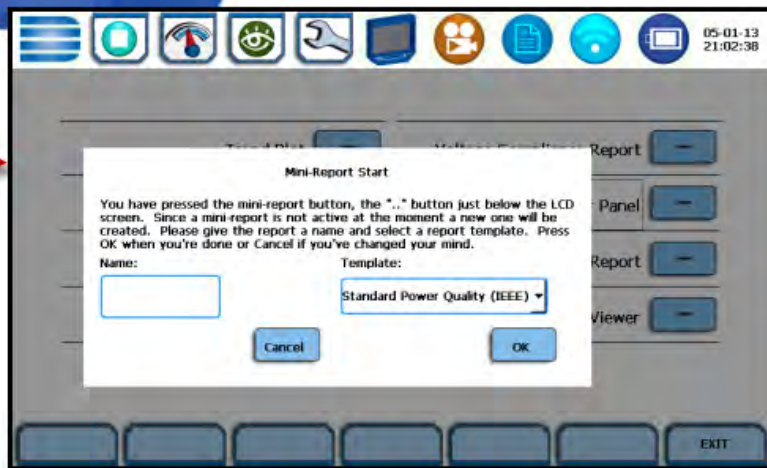 05-01-13
21:02:38
Report
Mini-Report Start
You have pressed the mini-report button, the ".." button just below the LCD
screen. Since a mini-report is not active at the moment a new one will be
created. Please give the report a name and select a report template. Press
OK when you're done or Cancel if you've changed your mind.
Panel
Name:
Template:
Report
Standard Power Quality (IEEE)
Viewer
Cancel
OK
EXIT